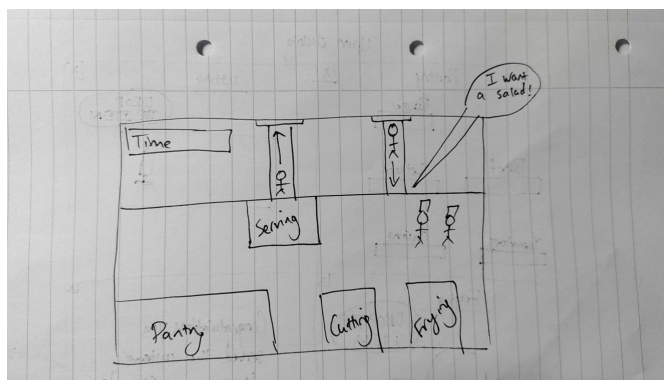 I want
a salad!
Time
Serving
Pantry
Cutting
Frying